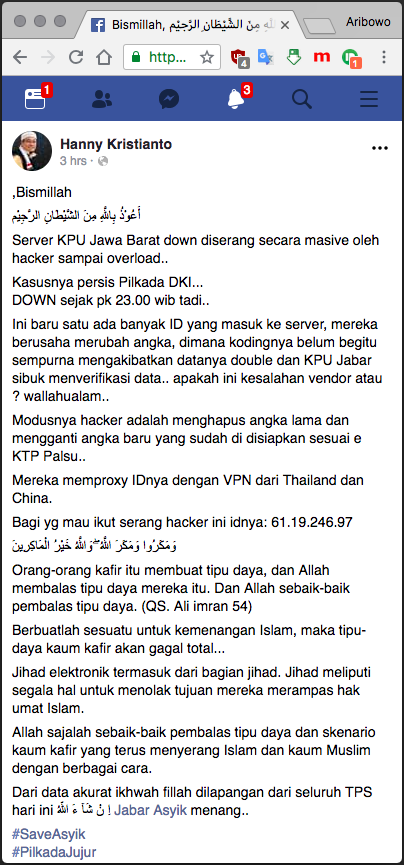 Bismillah, أَعُوْذُ بِاللَّهِ مِنَ الشَّيْطَانِ الرَّجِيْمِ
Aribowo
https...
4
m
1
1
3
Hanny Kristianto
3 hrs ·
,Bismillah
أَعُوْذُ بِاللَّهِ مِنَ الشَّيْطَانِ الرَّجِيْمِ
Server KPU Jawa Barat down diserang secara masive oleh
hacker sampai overload..
Kasusnya persis Pilkada DKI...
DOWN sejak pk 23.00 wib tadi..
Ini baru satu ada banyak ID yang masuk ke server, mereka
berusaha merubah angka, dimana kodingnya belum begitu
sempurna mengakibatkan datanya double dan KPU Jabar
sibuk menverifikasi data.. apakah ini kesalahan vendor atau
? wallahualam..
Modusnya hacker adalah menghapus angka lama dan
mengganti angka baru yang sudah di disiapkan sesuai e
KTP Palsu..
Mereka memproxy IDnya dengan VPN dari Thailand dan
China.
Bagi yg mau ikut serang hacker ini idnya: 61.19.246.97
وَمَكَرُوا وَمَكَرَ اللَّهُ ۖ وَاللَّهُ خَيْرُ الْمَاكِرِينَ
Orang-orang kafir itu membuat tipu daya, dan Allah
membalas tipu daya mereka itu. Dan Allah sebaik-baik
pembalas tipu daya. (QS. Ali imran 54)
Berbuatlah sesuatu untuk kemenangan Islam, maka tipu-
daya kaum kafir akan gagal total...
Jihad elektronik termasuk dari bagian jihad. Jihad meliputi
segala hal untuk menolak tujuan mereka merampas hak
umat Islam.
Allah sajalah sebaik-baik pembalas tipu daya dan skenario
kaum kafir yang terus menyerang Islam dan kaum Muslim
dengan berbagai cara.
Dari data akurat ikhwah fillah dilapangan dari seluruh TPS
hari ini اِ نْ شَآ ءَ اللّهُ Jabar Asyik menang..
#SaveAsyik
#PilkadaJujur